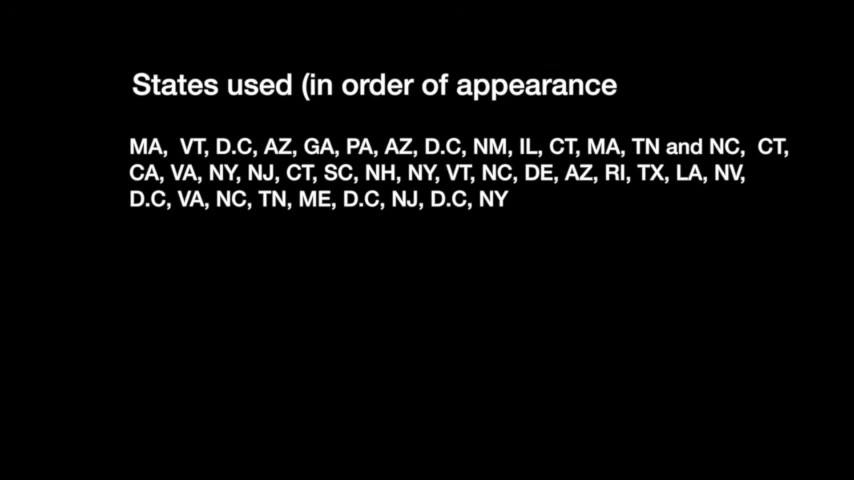 States used (in order of appearance
MA,  VT, D.C, AZ, GA, PA, AZ, D.C, NM, IL, CT, MA, TN and NC,  CT,
CA, VA, NY, NJ, CT, SC, NH, NY, VT, NC, DE, AZ, RI, TX, LA, NV,
D.C, VA, NC, TN, ME, D.C, NJ, D.C, NY